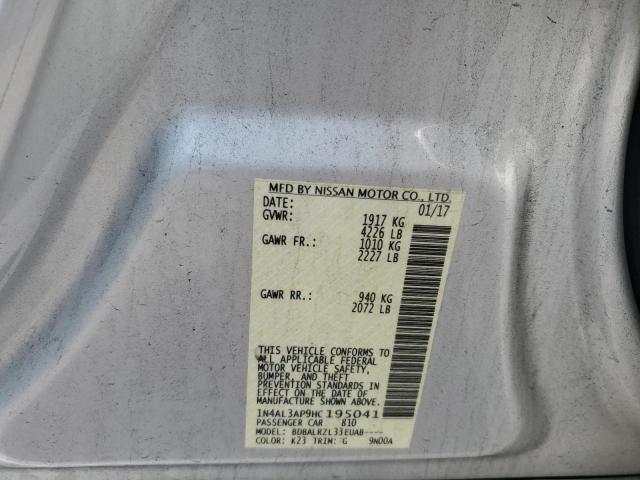 MFD BY NISSAN MOTOR CO., LTD.
DATE: 01/17
GVWR: 1917 KG
4226 LB
GAWR FR.: 1010 KG
2227 LB
GAWR RR.: 940 KG
2072 LB
THIS VEHICLE CONFORMS TO
ALL APPLICABLE FEDERAL
MOTOR VEHICLE SAFETY,
BUMPER, AND THEFT
PREVENTION STANDARDS IN
EFFECT ON THE DATE OF
MANUFACTURE SHOWN ABOVE.
1N4AL3AP9HC195041
PASSENGER CAR 810
MODEL: BDBALRZL33EUAB----
COLOR: K23 TRIM: G 9N00A